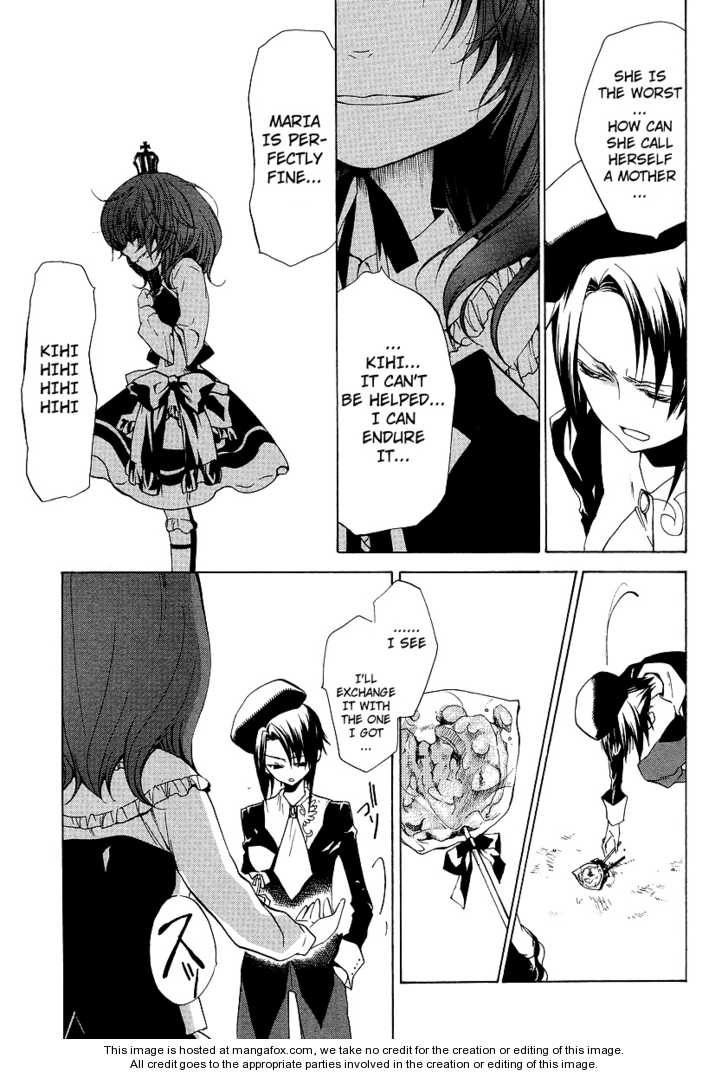 SHE IS
THE WORST
...
HOW CAN
SHE CALL
HERSELF
A MOTHER
...
...
KIHI...
IT CAN'T
BE HELPED...
I CAN
ENDURE
IT...
MARIA
IS PER-
FECTLY
FINE...
KIHI
HIHI
HIHI
HIHI
......
I SEE
I'LL
EXCHANGE
IT WITH
THE ONE
I GOT
...
スッ
This image is hosted at mangafox.com, we take no credit for the creation or editing of this image.
All credit goes to the appropriate parties involved in the creation or editing of this image.